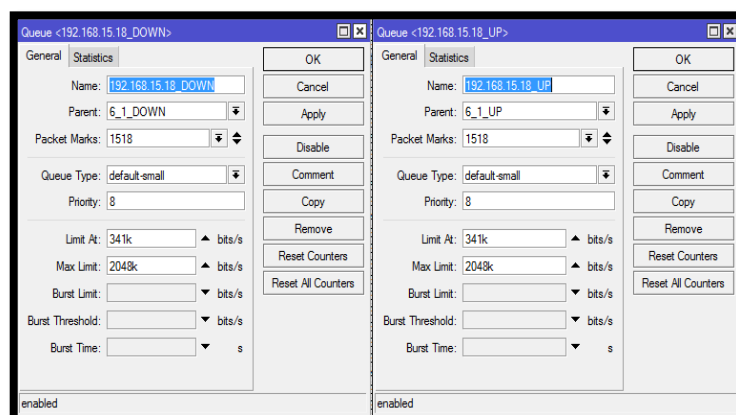 Queue <192.168.15.18_DOWN>
General Statistics
Name: 192.168.15.18_DOWN
Parent: 6_1_DOWN
Packet Marks: 1518
Queue Type: default-small
Priority: 8
Limit At: 341k bits/s
Max Limit: 2048k bits/s
Burst Limit: bits/s
Burst Threshold: bits/s
Burst Time: s
OK
Cancel
Apply
Disable
Comment
Copy
Remove
Reset Counters
Reset All Counters
enabled
Queue <192.168.15.18_UP>
General Statistics
Name: 192.168.15.18_UP
Parent: 6_1_UP
Packet Marks: 1518
Queue Type: default-small
Priority: 8
Limit At: 341k bits/s
Max Limit: 2048k bits/s
Burst Limit: bits/s
Burst Threshold: bits/s
Burst Time: s
OK
Cancel
Apply
Disable
Comment
Copy
Remove
Reset Counters
Reset All Counters
enabled